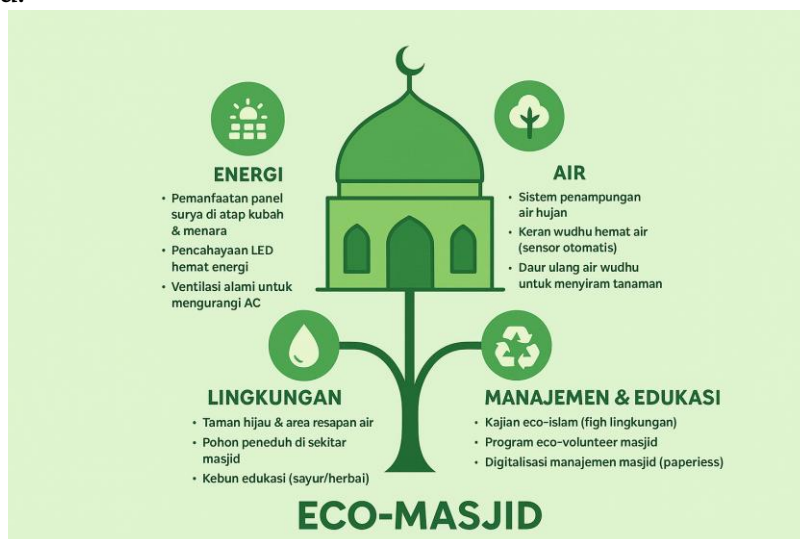 ENERGI
• Pemanfaatan panel
surya di atap kubah
& menara
• Pencahayaan LED
hemat energi
• Ventilasi alami untuk
mengurangi AC
AIR
• Sistem penampungan
air hujan
• Keran wudhu hemat air
(sensor otomatis)
• Daur ulang air wudhu
untuk menyiram tanaman
LINGKUNGAN
• Taman hijau & area resapan air
• Pohon peneduh di sekitar
masjid
• Kebun edukasi (sayur/herbai)
MANAJEMEN & EDUKASI
• Kajian eco-islam (figh lingkungan)
• Program eco-volunteer masjid
• Digitalisasi manajemen masjid (paperiess)
ECO-MASJID